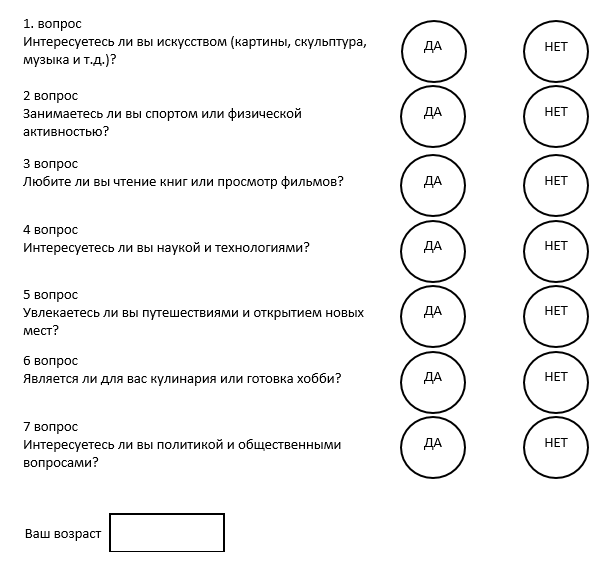 1. вопрос
Интересуетесь ли вы искусством (картины, скульптура,
музыка и т.д.)?
ДА НЕТ
2 вопрос
Занимаетесь ли вы спортом или физической
активностью?
ДА НЕТ
3 вопрос
Любите ли вы чтение книг или просмотр фильмов?
ДА НЕТ
4 вопрос
Интересуетесь ли вы наукой и технологиями?
ДА НЕТ
5 вопрос
Увлекаетесь ли вы путешествиями и открытием новых
мест?
ДА НЕТ
6 вопрос
Является ли для вас кулинария или готовка хобби?
ДА НЕТ
7 вопрос
Интересуетесь ли вы политикой и общественными
вопросами?
ДА НЕТ
Ваш возраст